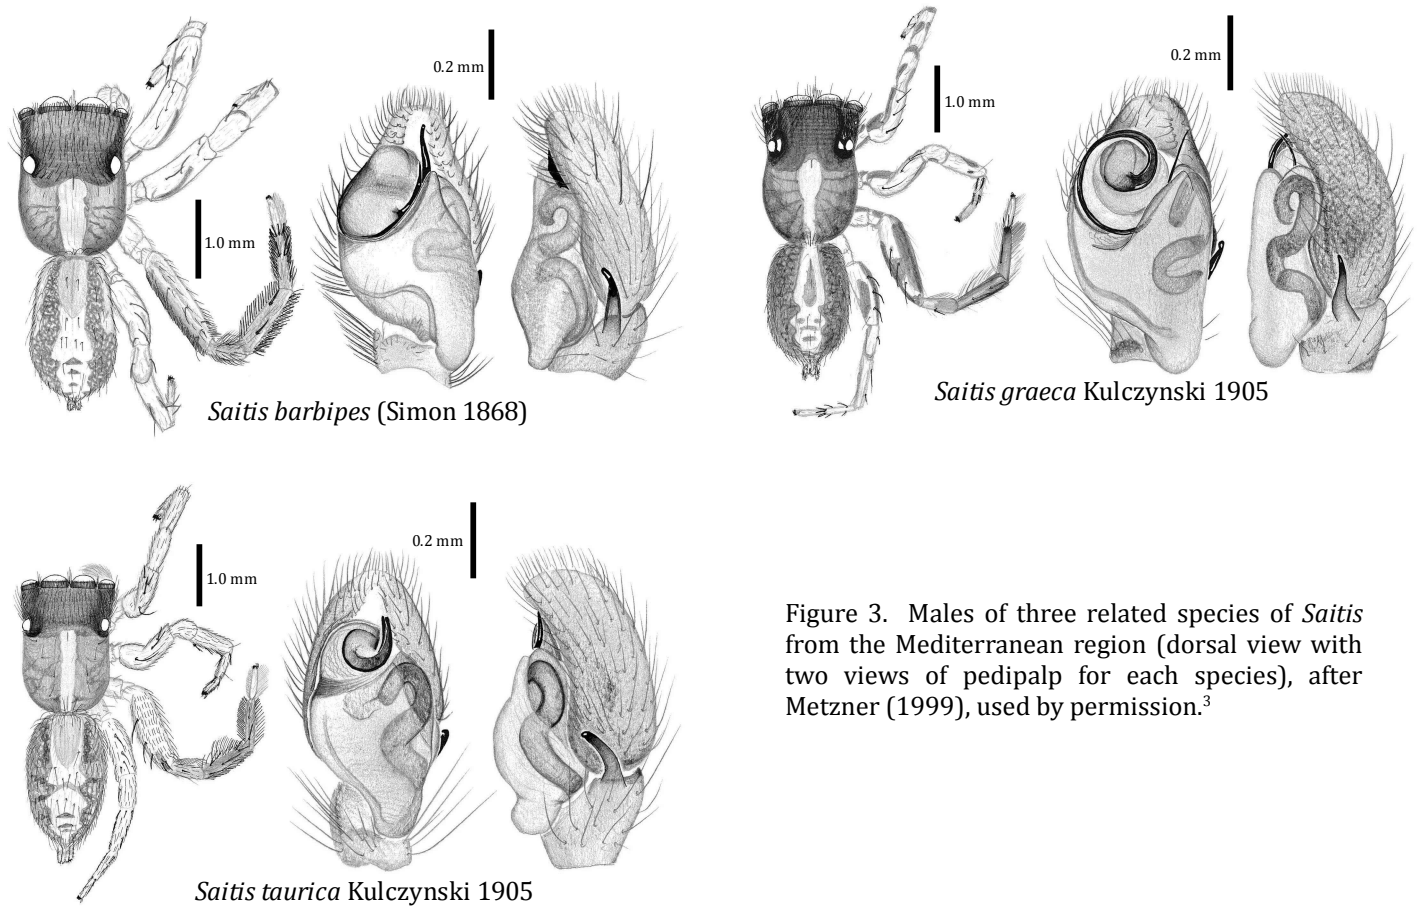 0.2 mm
1.0 mm
Saitis barbipes (Simon 1868)
0.2 mm
1.0 mm
Saitis graeca Kulczynski 1905
0.2 mm
1.0 mm
Saitis taurica Kulczynski 1905
Figure 3. Males of three related species of Saitis
from the Mediterranean region (dorsal view with
two views of pedipalp for each species), after
Metzner (1999), used by permission.³